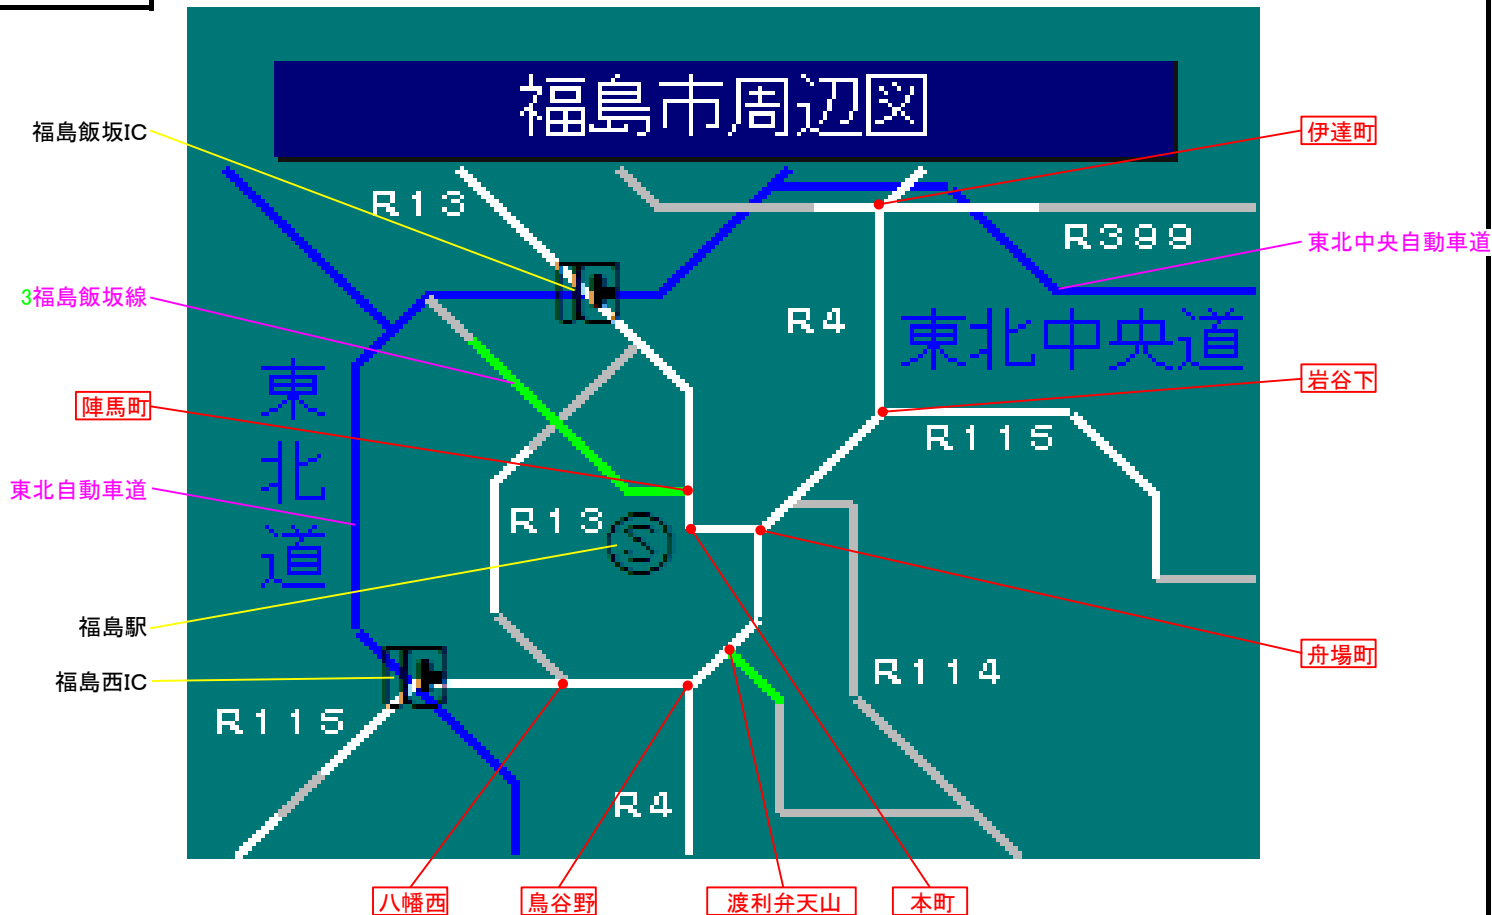 福島市周辺図
福島飯坂IC
伊達町
R13
R399
東北中央自動車道
3福島飯坂線
R4
東北中央道
東北道
陣馬町
岩谷下
R115
東北自動車道
R13
Ⓢ
福島駅
舟場町
福島西IC
R114
R115
R4
八幡西
鳥谷野
渡利弁天山
本町